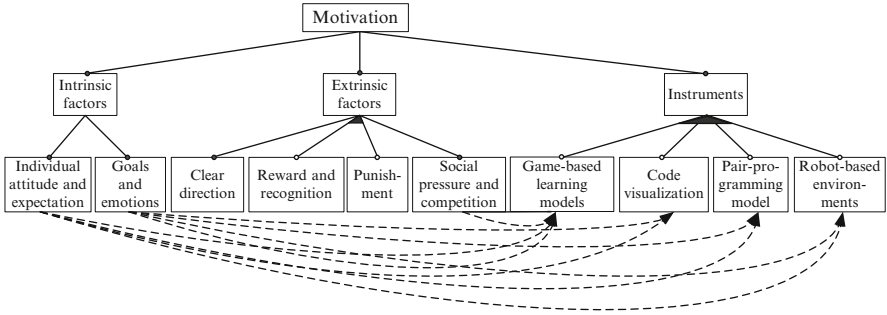 Motivation
Intrinsic
factors
Extrinsic
factors
Instruments
Individual
attitude and
expectation
Goals
and
emotions
Clear
direction
Reward and
recognition
Punish-
ment
Social
pressure and
competition
Game-based
learning
models
Code
visualization
Pair-pro-
gramming
model
Robot-based
environ-
ments